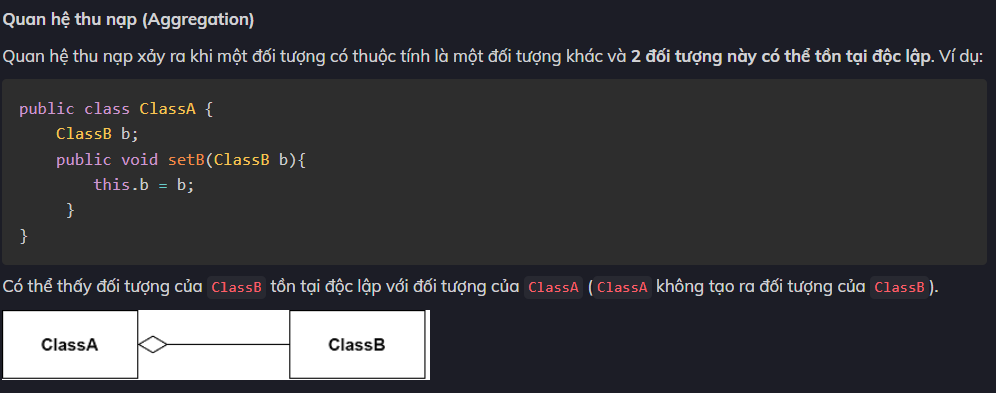 Quan hệ thu nạp (Aggregation)
Quan hệ thu nạp xảy ra khi một đối tượng có thuộc tính là một đối tượng khác và 2 đối tượng này có thể tồn tại độc lập. Ví dụ:
public class ClassA {
    ClassB b;
    public void setB(ClassB b){
        this.b = b;
     }
}
Có thể thấy đối tượng của ClassB tồn tại độc lập với đối tượng của ClassA (ClassA không tạo ra đối tượng của ClassB).
ClassA ClassB